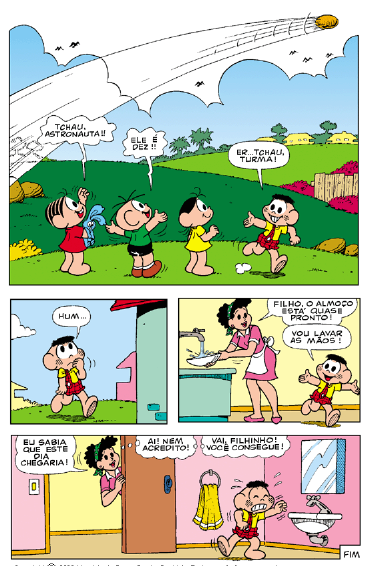 TCHAU,
ASTRONAUTA!!
ELE É
DEZ!!
ER...TCHAU,
TURMA!
HUM...
FILHO, O ALMOÇO
ESTA' QUASE
PRONTO!
VOU LAVAR
AS MÃOS!
EU SABIA
QUE ESTE
DIA
CHEGARIA!
AI! NEM
ACREDITO!
VAI, FILHINHO!
VOCÊ CONSEGUE!
FIM